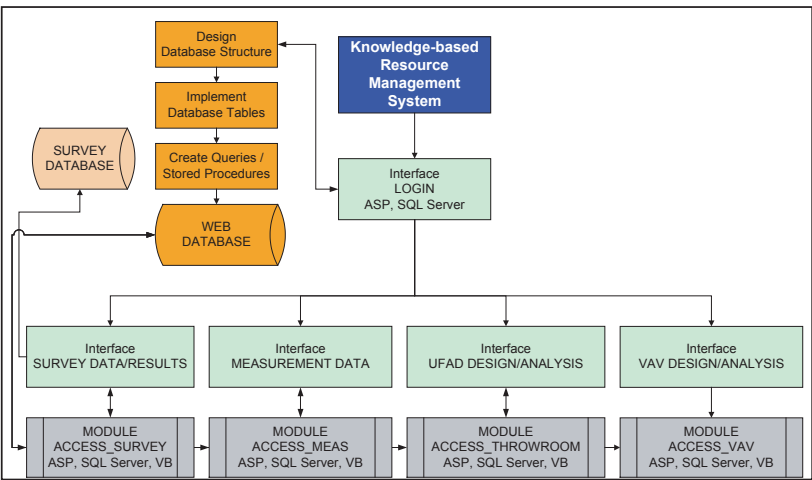 Design
Database Structure
Knowledge-based
Resource
Management
System
Implement
Database Tables
SURVEY
DATABASE
Create Queries /
Stored Procedures
Interface
LOGIN
ASP, SQL Server
WEB
DATABASE
Interface
SURVEY DATA/RESULTS
Interface
MEASUREMENT DATA
Interface
UFAD DESIGN/ANALYSIS
Interface
VAV DESIGN/ANALYSIS
MODULE
ACCESS_SURVEY
ASP, SQL Server, VB
MODULE
ACCESS_MEAS
ASP, SQL Server, VB
MODULE
ACCESS_THROWROOM
ASP, SQL Server, VB
MODULE
ACCESS_VAV
ASP, SQL Server, VB